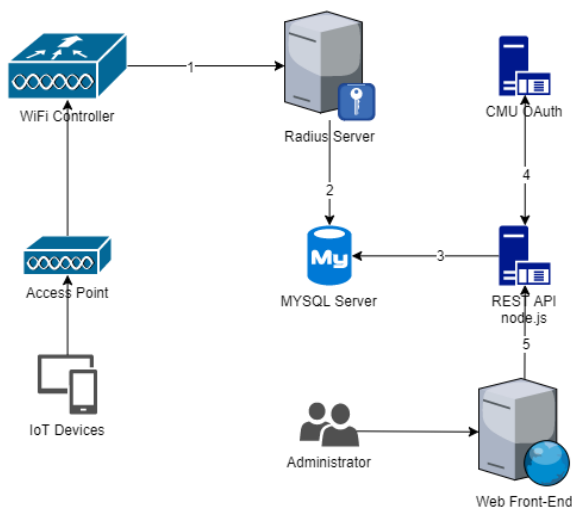 1
WiFi Controller
Radius Server
CMU OAuth
2
4
My
3
Access Point
MYSQL Server
REST API
node.js
5
IoT Devices
Administrator
Web Front-End